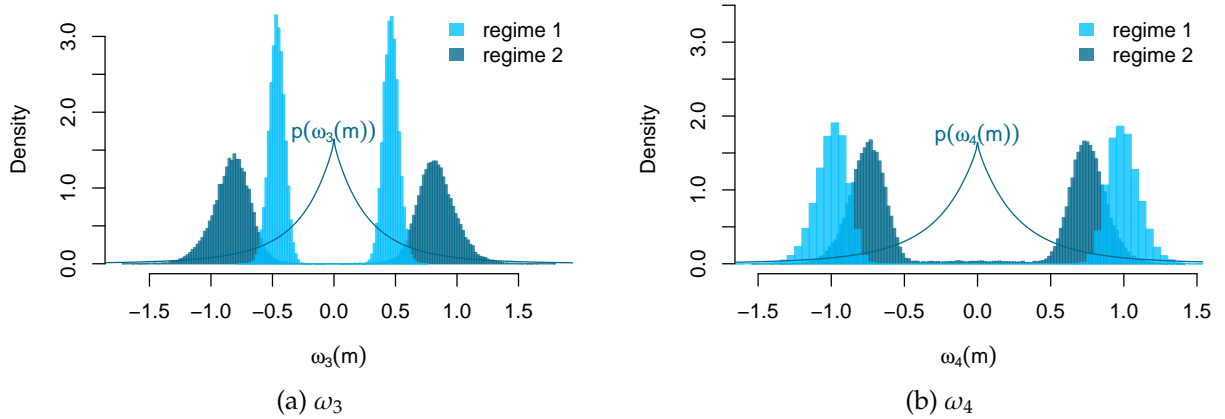 regime 1
regime 2
Density
0.0 1.0 2.0 3.0
p(ω₃(m))
−1.5 −1.0 −0.5 0.0 0.5 1.0 1.5
ω₃(m)
(a) ω₃
regime 1
regime 2
Density
0.0 1.0 2.0 3.0
p(ω₄(m))
−1.5 −1.0 −0.5 0.0 0.5 1.0 1.5
ω₄(m)
(b) ω₄